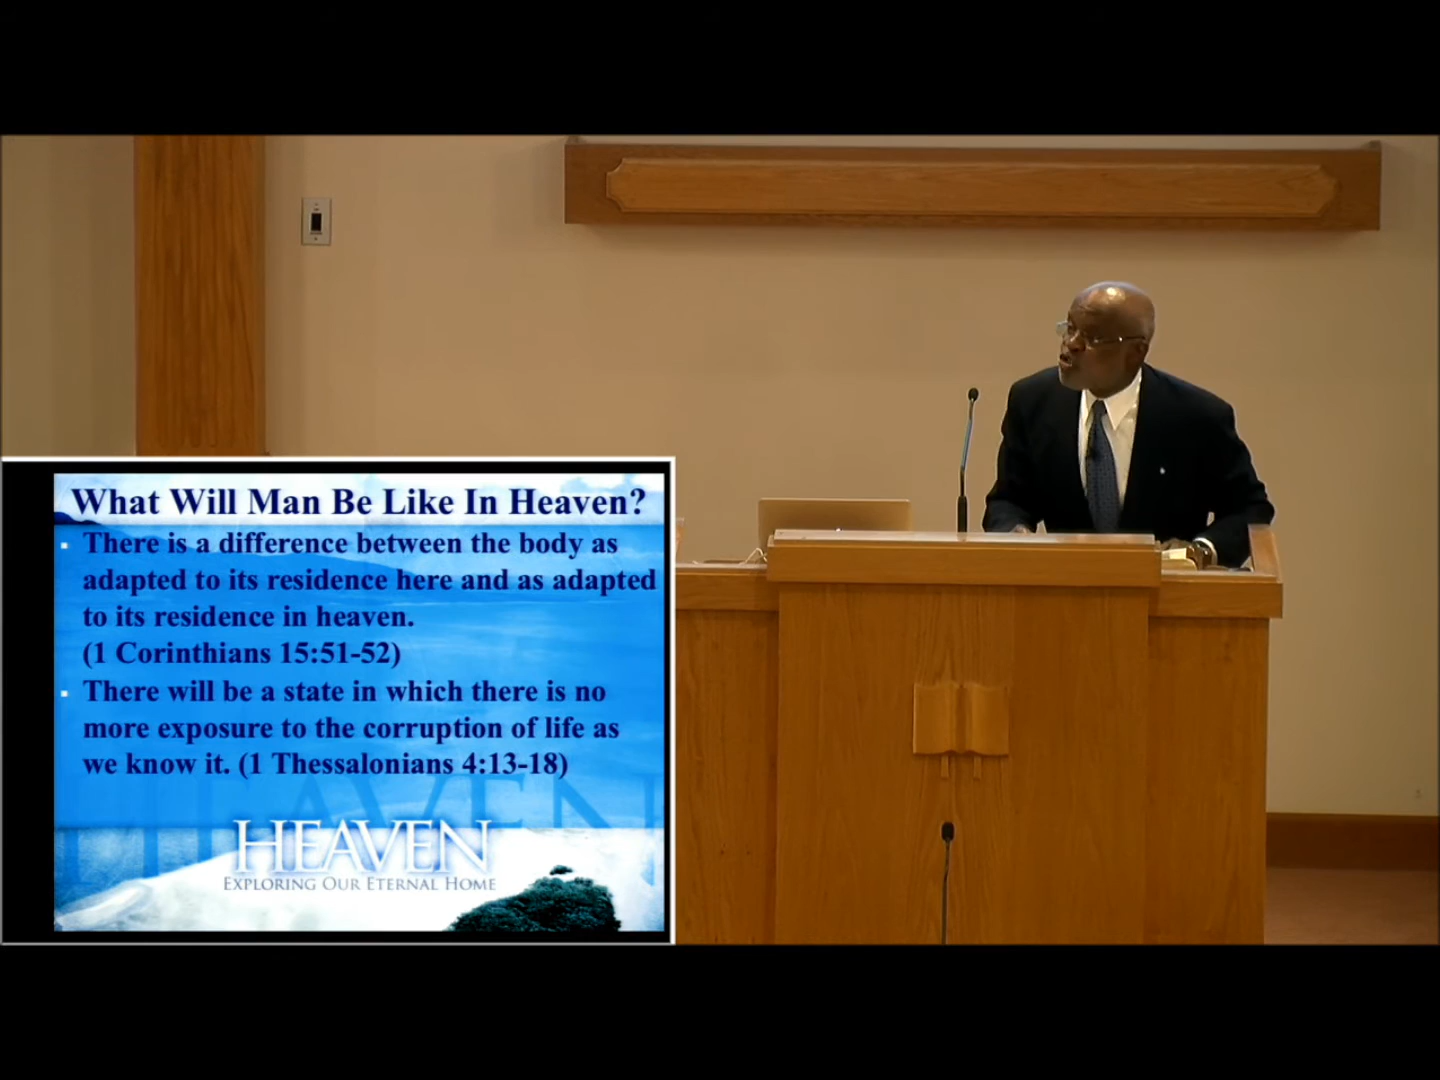 What Will Man Be Like In Heaven?
There is a difference between the body as
adapted to its residence here and as adapted
to its residence in heaven.
(1 Corinthians 15:51-52)
There will be a state in which there is no
more exposure to the corruption of life as
we know it. (1 Thessalonians 4:13-18)
HEAVEN
HEAVEN
EXPLORING OUR ETERNAL HOME